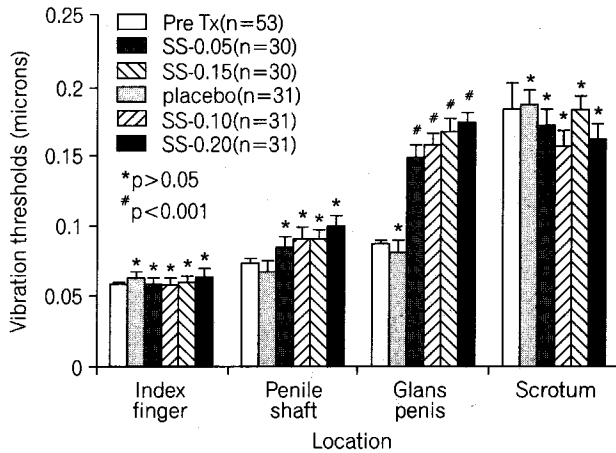 Pre Tx(n=53)
SS-0.05(n=30)
SS-0.15(n=30)
placebo(n=31)
SS-0.10(n=31)
SS-0.20(n=31)
*p>0.05
#p<0.001
Vibration thresholds (microns)
0.25
0.2
0.15
0.1
0.05
0
* * * * *
* * * *
* # # # #
* * * * *
Index
finger
Penile
shaft
Glans
penis
Scrotum
Location